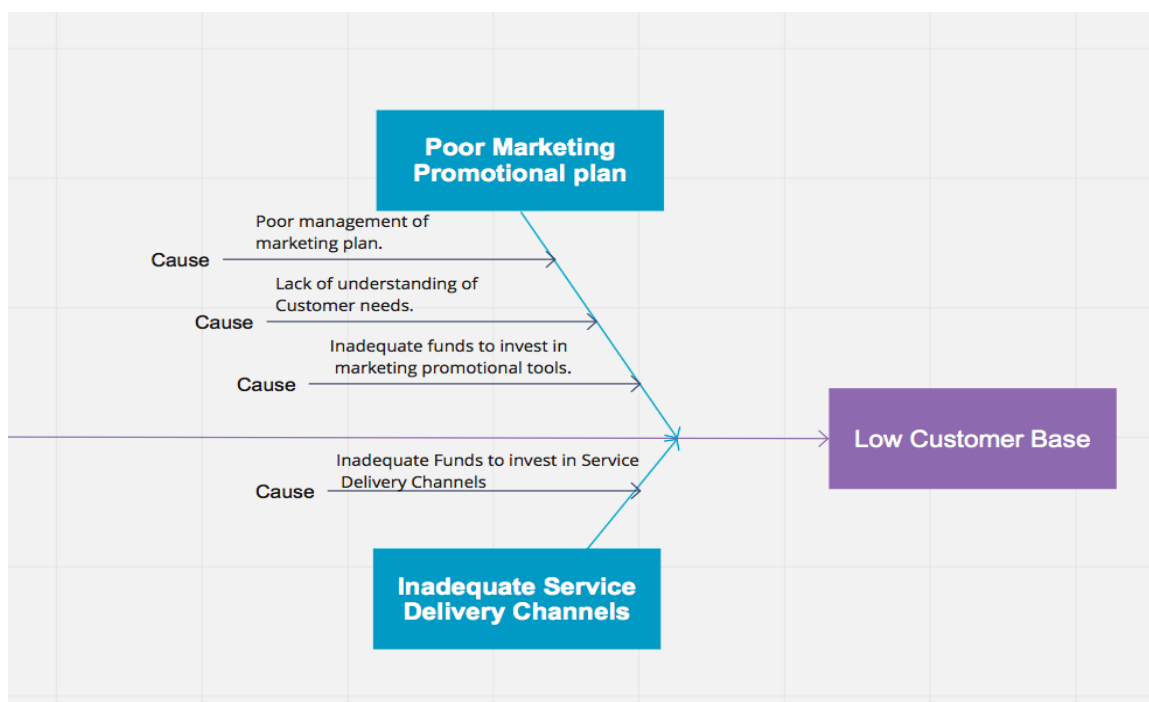 Poor Marketing
Promotional plan
Poor management of
marketing plan.
Cause
Lack of understanding of
Customer needs.
Cause
Inadequate funds to invest in
marketing promotional tools.
Cause
Low Customer Base
Inadequate Funds to invest in Service
Delivery Channels
Cause
Inadequate Service
Delivery Channels